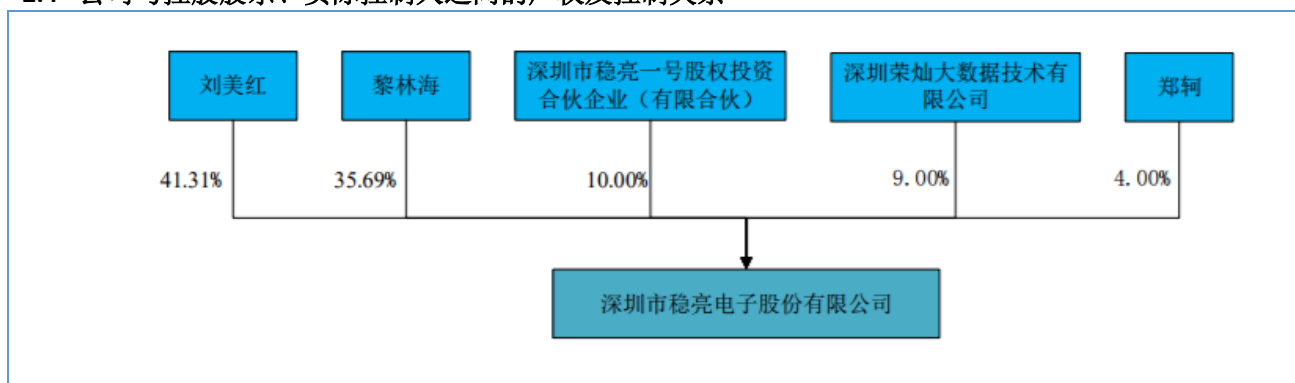 刘美红
黎林海
深圳市稳亮一号股权投资
合伙企业（有限合伙）
深圳荣灿大数据技术有
限公司
郑轲
41.31%
35.69%
10.00%
9.00%
4.00%
深圳市稳亮电子股份有限公司